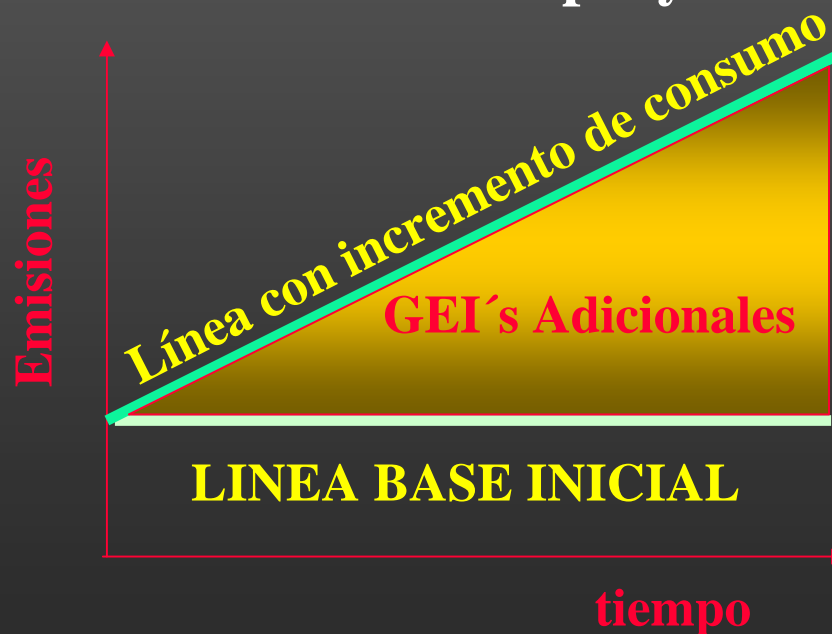 Emisiones
Línea con incremento de consumo
GEI´s Adicionales
LINEA BASE INICIAL
tiempo